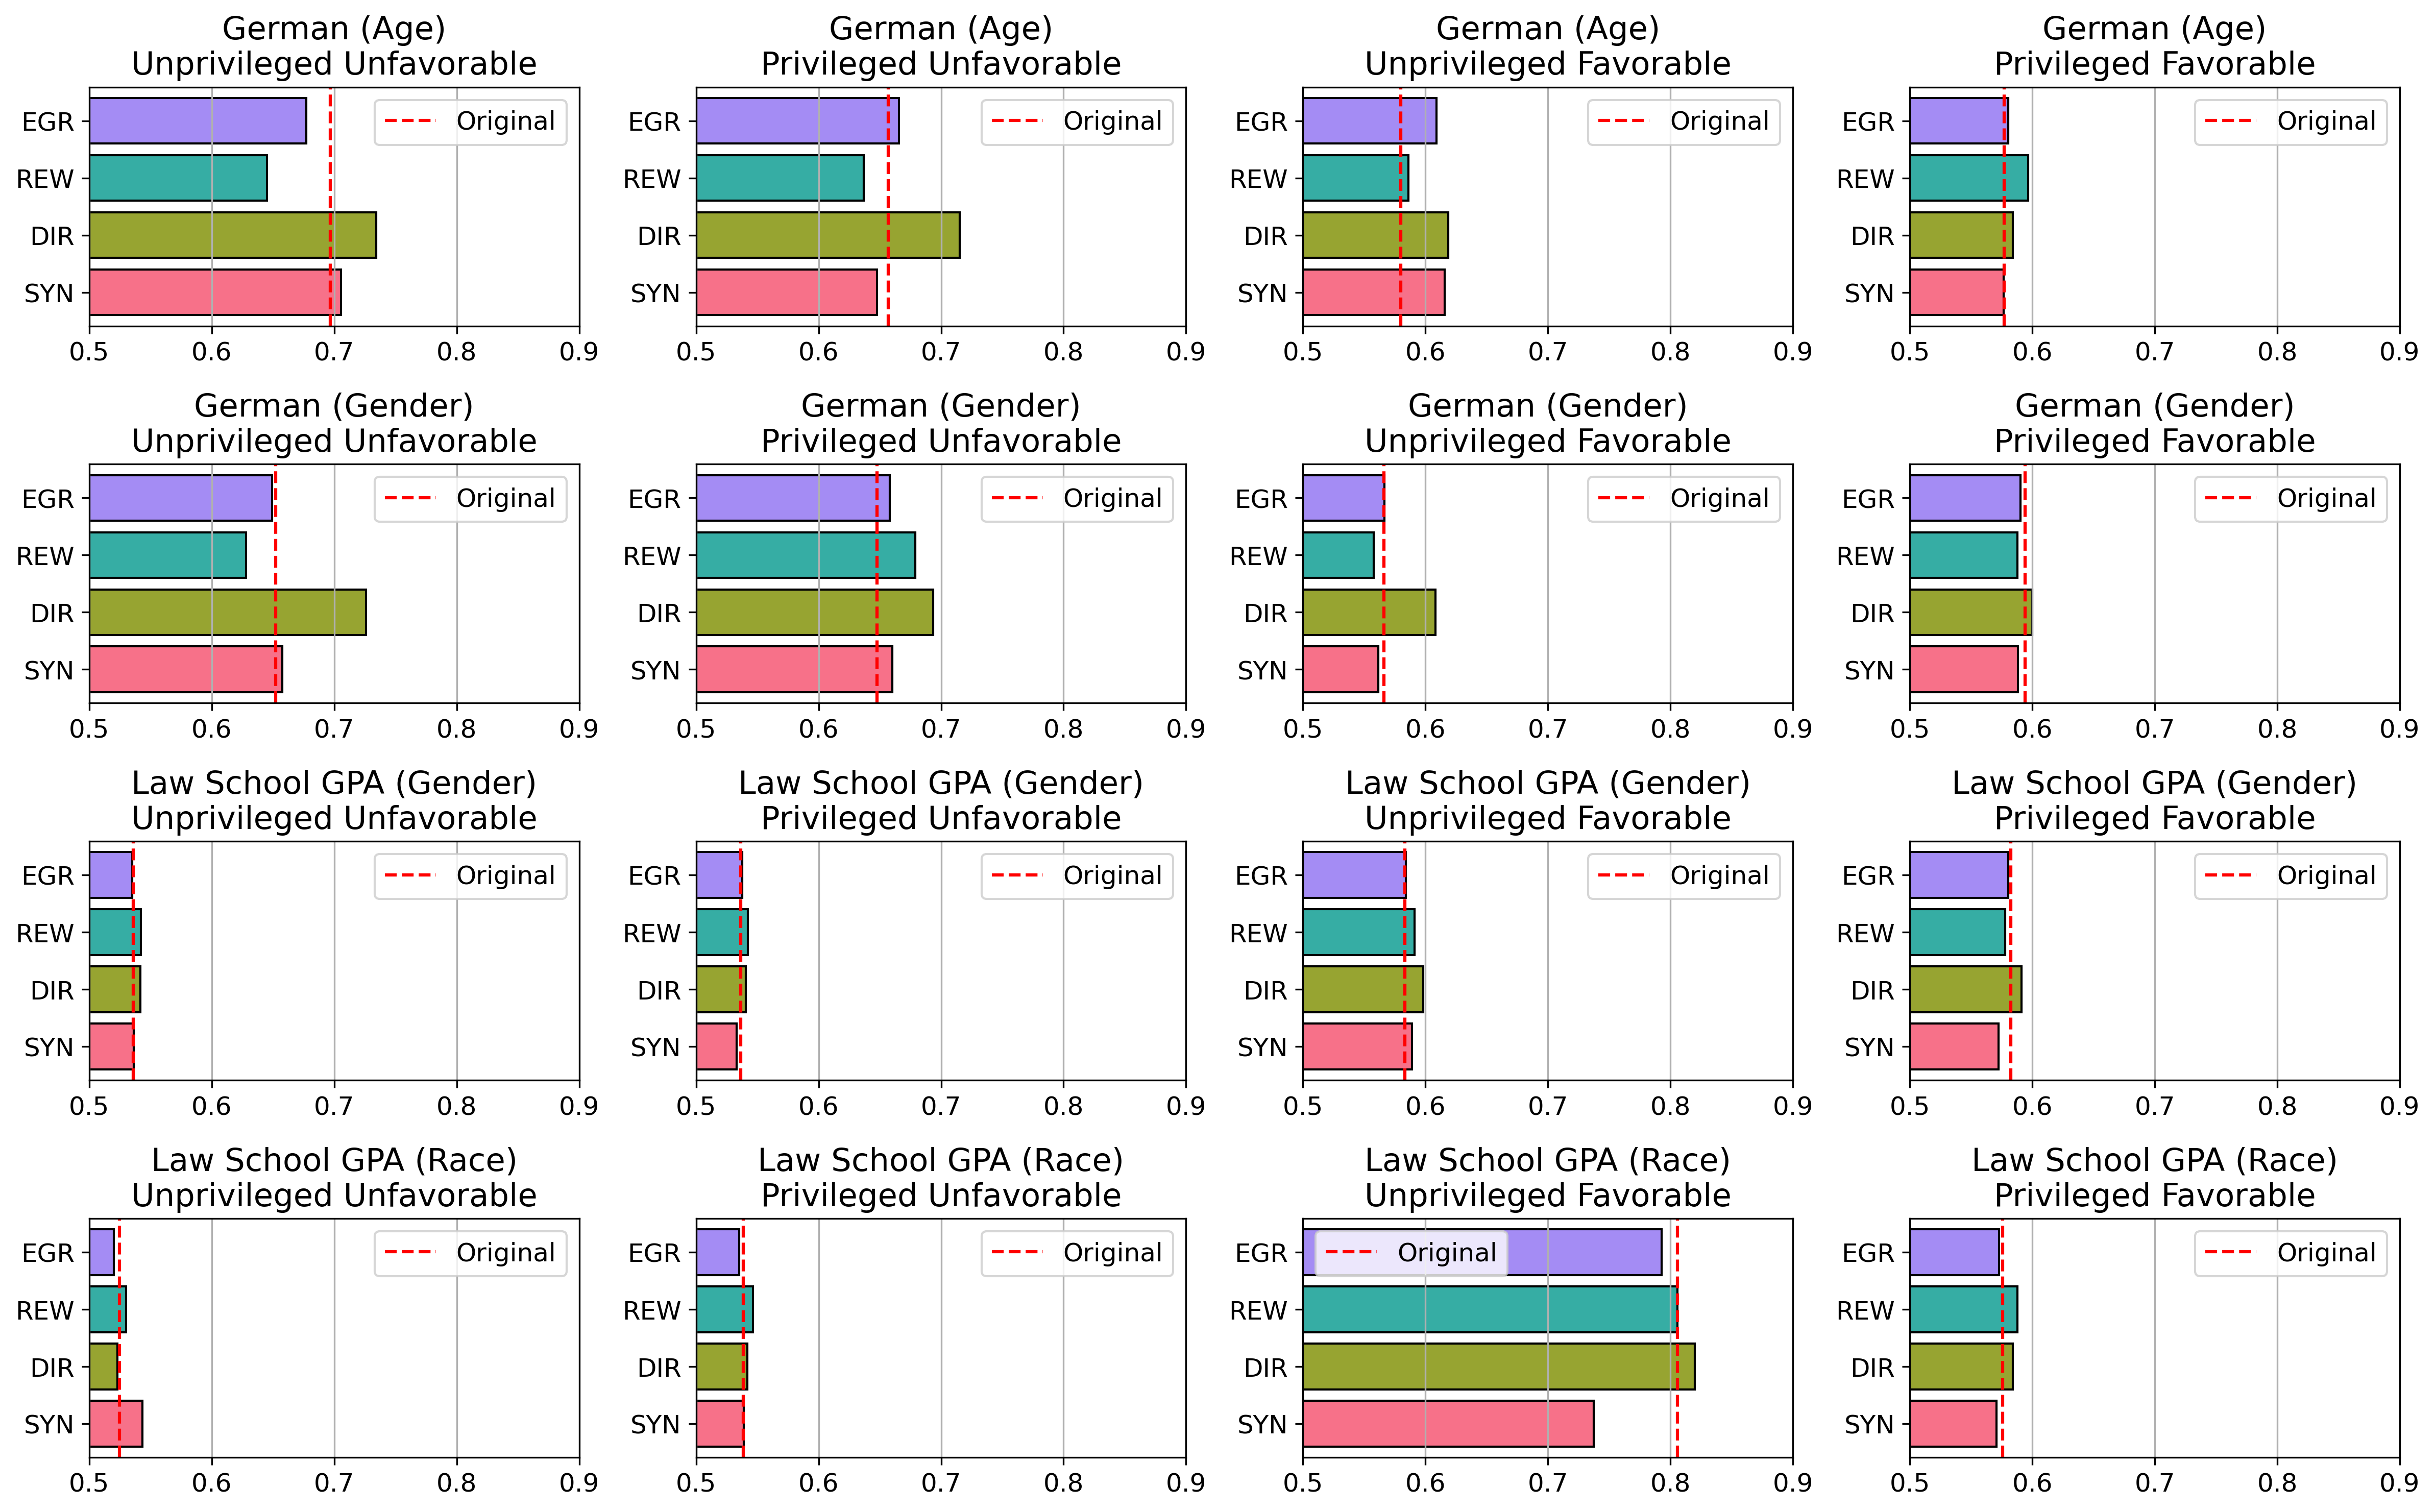 German (Age)
Unprivileged Unfavorable
EGR
REW
DIR
SYN
Original
0.5 0.6 0.7 0.8 0.9
German (Age)
Privileged Unfavorable
EGR
REW
DIR
SYN
Original
0.5 0.6 0.7 0.8 0.9
German (Age)
Unprivileged Favorable
EGR
REW
DIR
SYN
Original
0.5 0.6 0.7 0.8 0.9
German (Age)
Privileged Favorable
EGR
REW
DIR
SYN
Original
0.5 0.6 0.7 0.8 0.9
German (Gender)
Unprivileged Unfavorable
EGR
REW
DIR
SYN
Original
0.5 0.6 0.7 0.8 0.9
German (Gender)
Privileged Unfavorable
EGR
REW
DIR
SYN
Original
0.5 0.6 0.7 0.8 0.9
German (Gender)
Unprivileged Favorable
EGR
REW
DIR
SYN
Original
0.5 0.6 0.7 0.8 0.9
German (Gender)
Privileged Favorable
EGR
REW
DIR
SYN
Original
0.5 0.6 0.7 0.8 0.9
Law School GPA (Gender)
Unprivileged Unfavorable
EGR
REW
DIR
SYN
Original
0.5 0.6 0.7 0.8 0.9
Law School GPA (Gender)
Privileged Unfavorable
EGR
REW
DIR
SYN
Original
0.5 0.6 0.7 0.8 0.9
Law School GPA (Gender)
Unprivileged Favorable
EGR
REW
DIR
SYN
Original
0.5 0.6 0.7 0.8 0.9
Law School GPA (Gender)
Privileged Favorable
EGR
REW
DIR
SYN
Original
0.5 0.6 0.7 0.8 0.9
Law School GPA (Race)
Unprivileged Unfavorable
EGR
REW
DIR
SYN
Original
0.5 0.6 0.7 0.8 0.9
Law School GPA (Race)
Privileged Unfavorable
EGR
REW
DIR
SYN
Original
0.5 0.6 0.7 0.8 0.9
Law School GPA (Race)
Unprivileged Favorable
EGR
REW
DIR
SYN
Original
0.5 0.6 0.7 0.8 0.9
Law School GPA (Race)
Privileged Favorable
EGR
REW
DIR
SYN
Original
0.5 0.6 0.7 0.8 0.9